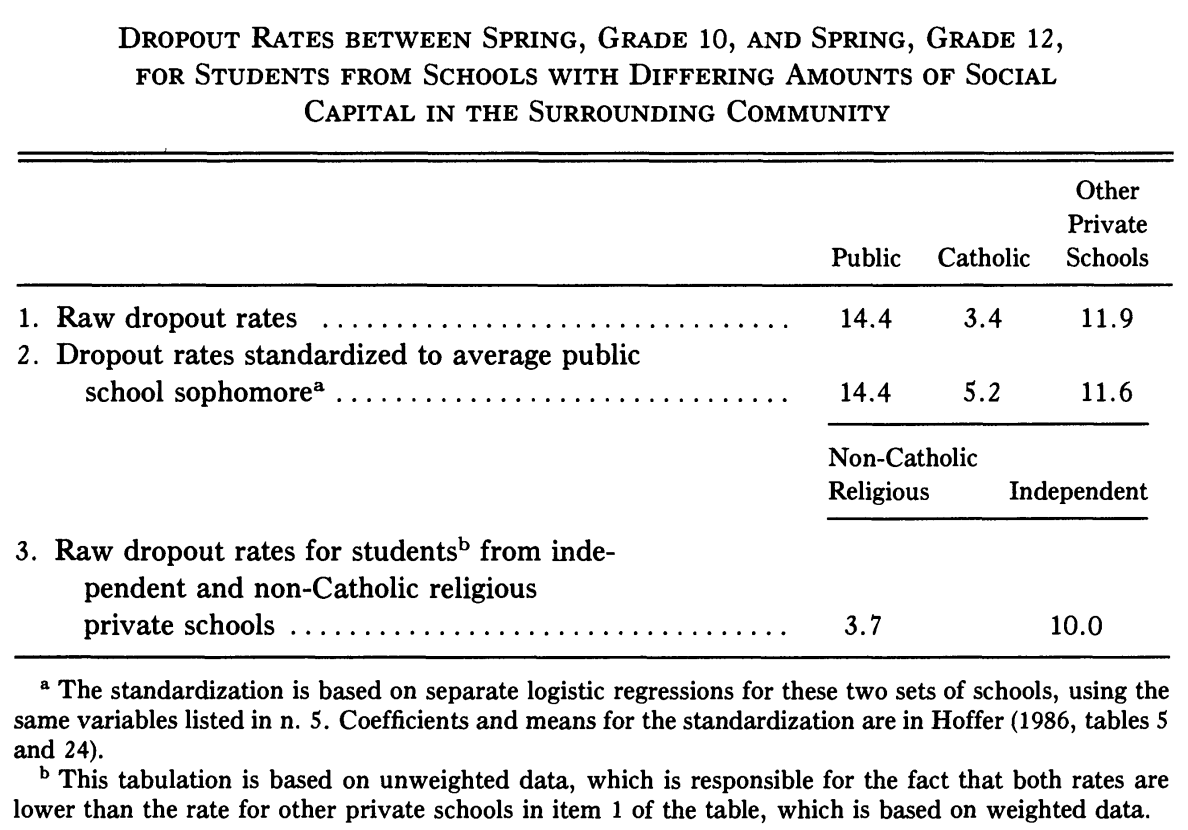 DROPOUT RATES BETWEEN SPRING, GRADE 10, AND SPRING, GRADE 12,
FOR STUDENTS FROM SCHOOLS WITH DIFFERING AMOUNTS OF SOCIAL
CAPITAL IN THE SURROUNDING COMMUNITY
Other
Private
Public Catholic Schools
1. Raw dropout rates ................................ 14.4 3.4 11.9
2. Dropout rates standardized to average public
school sophomoreᵃ ............................... 14.4 5.2 11.6
Non-Catholic
Religious Independent
3. Raw dropout rates for studentsᵇ from inde-
pendent and non-Catholic religious
private schools .................................. 3.7 10.0
ᵃ The standardization is based on separate logistic regressions for these two sets of schools, using the
same variables listed in n. 5. Coefficients and means for the standardization are in Hoffer (1986, tables 5
and 24).
ᵇ This tabulation is based on unweighted data, which is responsible for the fact that both rates are
lower than the rate for other private schools in item 1 of the table, which is based on weighted data.